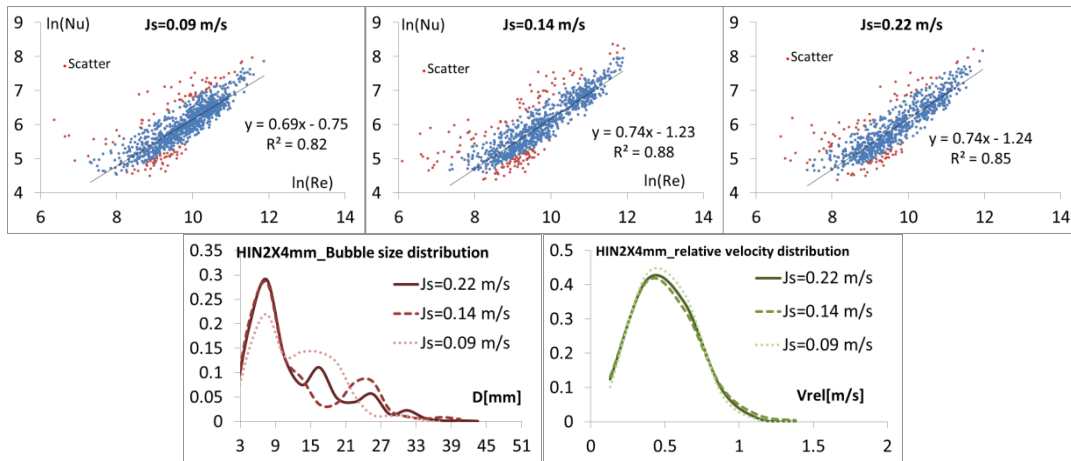 9
8
7
6
5
4
ln(Nu)
Js=0.09 m/s
Scatter
y = 0.69x - 0.75
R² = 0.82
ln(Re)
6 8 10 12 14
9
8
7
6
5
4
ln(Nu)
Js=0.14 m/s
Scatter
y = 0.74x - 1.23
R² = 0.88
ln(Re)
6 8 10 12 14
9
8
7
6
5
4
Js=0.22 m/s
Scatter
y = 0.74x - 1.24
R² = 0.85
6 8 10 12 14
0.35
0.3
0.25
0.2
0.15
0.1
0.05
0
HIN2X4mm_Bubble size distribution
Js=0.22 m/s
Js=0.14 m/s
Js=0.09 m/s
D[mm]
3 9 15 21 27 33 39 45 51
0.5
0.4
0.3
0.2
0.1
0
HIN2X4mm_relative velocity distribution
Js=0.22 m/s
Js=0.14 m/s
Js=0.09 m/s
Vrel[m/s]
0 0.5 1 1.5 2